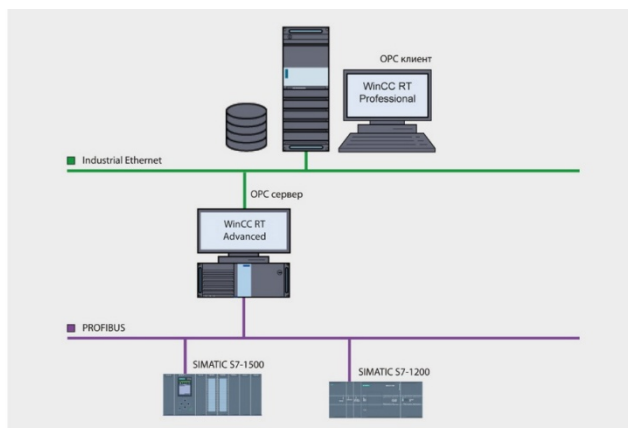 OPC клиент
WinCC RT
Professional
Industrial Ethernet
OPC сервер
WinCC RT
Advanced
PROFIBUS
SIMATIC S7-1500
SIMATIC S7-1200